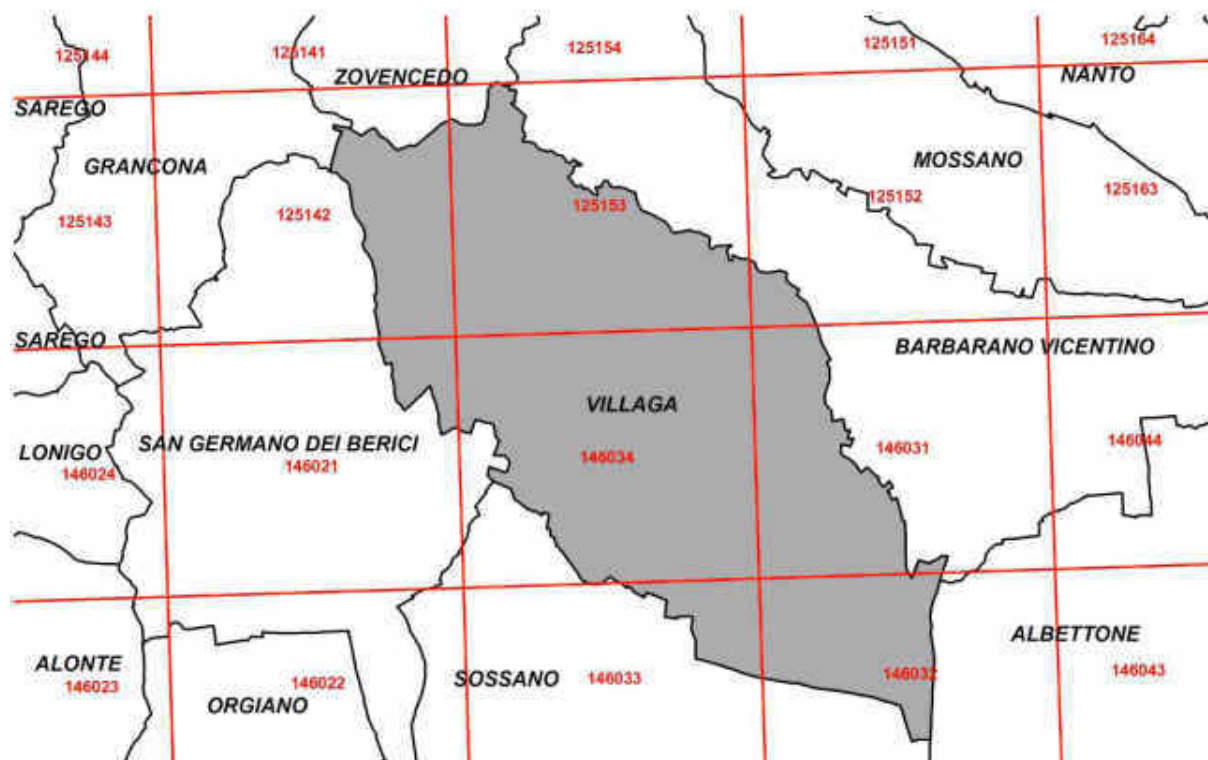 125144
125141
125154
125151
125164
ZOVENCEDO
NANTO
SAREGO
GRANCONA
MOSSANO
125143
125142
125153
125152
125163
SAREGO
BARBARANO VICENTINO
VILLAGA
LONIGO
SAN GERMANO DEI BERICI
146024
146021
146034
146031
146044
ALONTE
ALBETTONE
146023
146022
SOSSANO
146033
146032
146043
ORGIANO